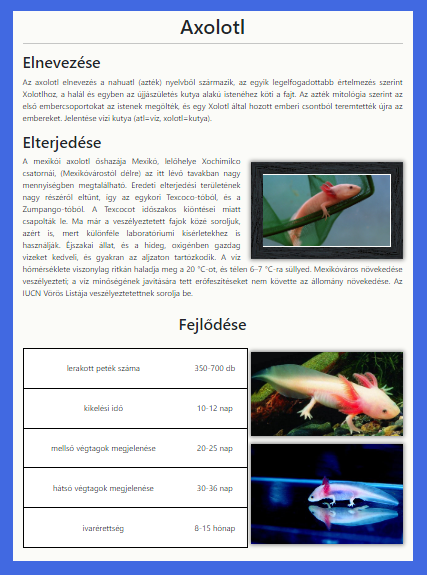 Axolotl
Elnevezése
Az axolotl elnevezés a nahuatl (azték) nyelvből származik, az egyik legelfogadottabb értelmezés szerint
Xolotlhoz, a halál és egyben az újjászületés kutya alakú istenéhez köti a fajt. Az azték mitológia szerint az
első embercsoportokat az istenek megölték, és egy Xolotl által hozott emberi csontból teremtették újra az
embereket. Jelentése vízi kutya (atl=víz, xolotl=kutya).
Elterjedése
A mexikói axolotl őshazája Mexikó, lelőhelye Xochimilco
csatornái, (Mexikóvárostól délre) az itt lévő tavakban nagy
mennyiségben megtalálható. Eredeti elterjedési területének
nagy részéről eltűnt, így az egykori Texcoco-tóból, és a
Zumpango-tóból. A Texcocot időszakos kiöntései miatt
csapolták le. Ma már a veszélyeztetett fajok közé soroljuk,
azért is, mert különféle laboratóriumi kísérletekhez is
használják. Éjszakai állat, és a hideg, oxigénben gazdag
vizeket kedveli, és gyakran az aljzaton tartózkodik. A víz
hőmérséklete viszonylag ritkán haladja meg a 20 °C-ot, és télen 6–7 °C-ra süllyed. Mexikóváros növekedése
veszélyezteti; a víz minőségének javítására tett erőfeszítéseket nem követte az állomány növekedése. Az
IUCN Vörös Listája veszélyeztetettnek sorolja be.
Fejlődése
lerakott peték száma 350-700 db
kikelési idő 10-12 nap
mellső végtagok megjelenése 20-25 nap
hátsó végtagok megjelenése 30-36 nap
ivarérettség 8-15 hónap